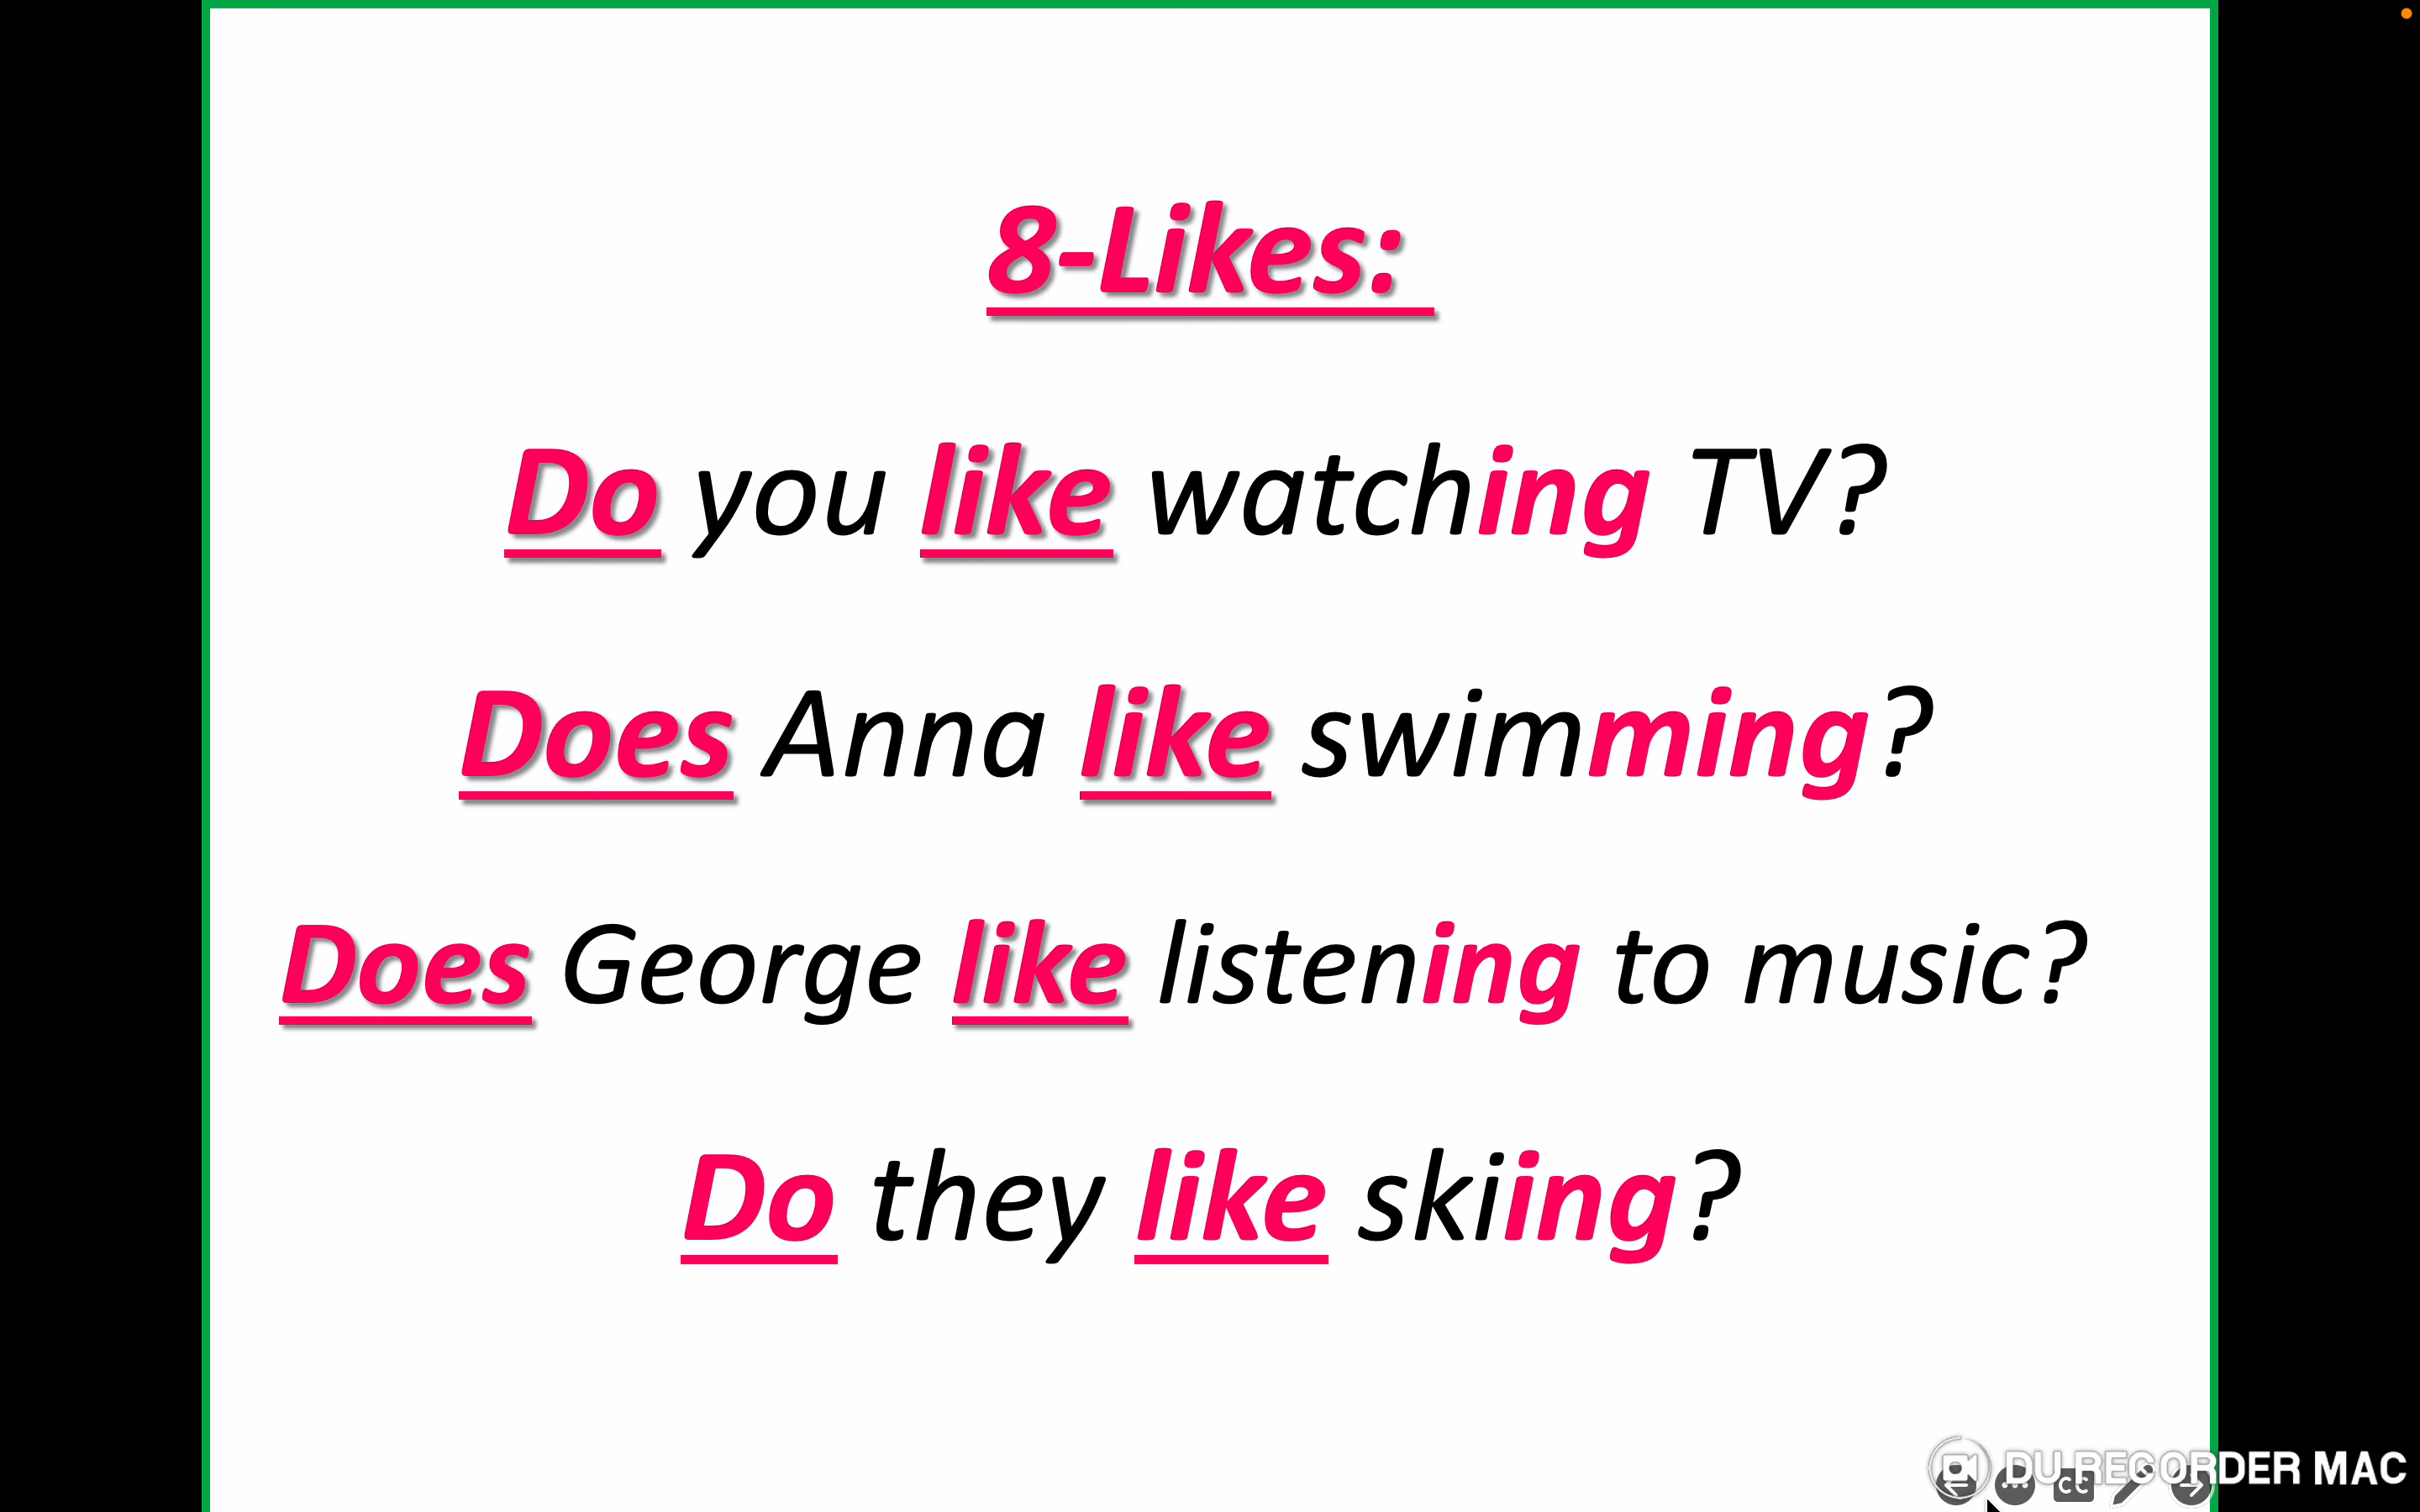 8-Likes:
Do you like watching TV?
Does Anna like swimming?
Does George like listening to music?
Do they like skiing?
DU RECORDER MAC
CC